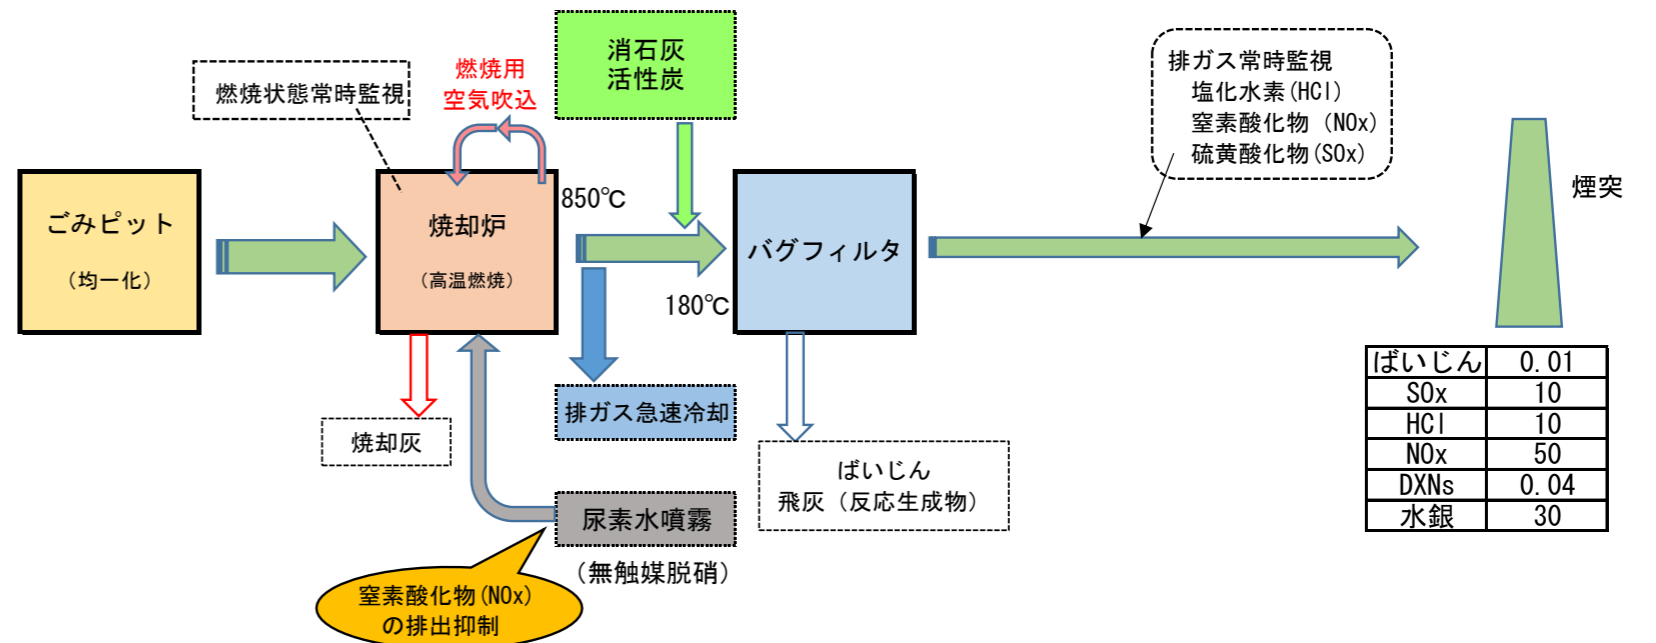 消石灰
活性炭
燃焼用
空気吹込
燃焼状態常時監視
排ガス常時監視
塩化水素(HCl)
窒素酸化物（NOx）
硫黄酸化物(SOx)
ごみピット
（均一化）
焼却炉
（高温燃焼）
850℃
180℃
バグフィルタ
煙突
排ガス急速冷却
焼却灰
ばいじん
飛灰（反応生成物）
尿素水噴霧
（無触媒脱硝）
窒素酸化物(NOx)
の排出抑制
ばいじん 0.01
SOx 10
HCl 10
NOx 50
DXNs 0.04
水銀 30